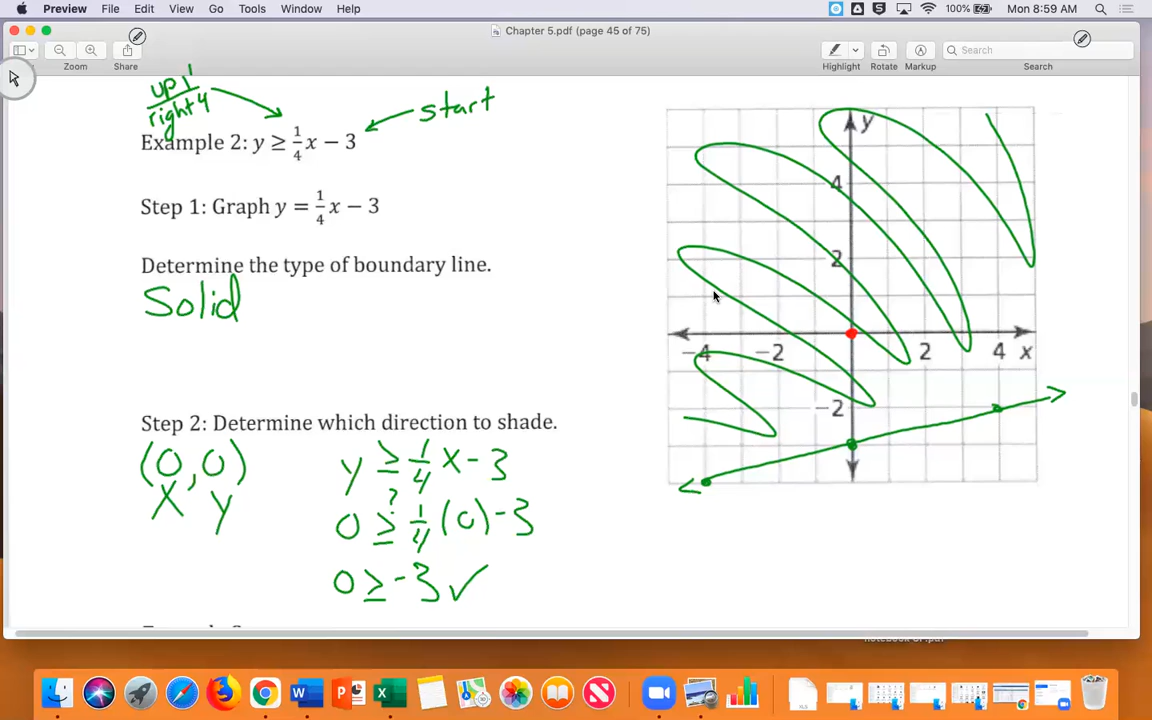 Preview File Edit View Go Tools Window Help 100% Mon 8:59 AM
Chapter 5.pdf (page 45 of 75)
Search
Zoom Share Highlight Rotate Markup Search
up 1
right 4
start
Example 2: y ≥ 1/4 x − 3
Step 1: Graph y = 1/4 x − 3
Determine the type of boundary line.
Solid
Step 2: Determine which direction to shade.
(0,0)
x y
y ≥ 1/4 x - 3
0 ≥? 1/4 (0) - 3
0 ≥ -3 ✓
y
4
2
−4 −2 2 4 x
−2